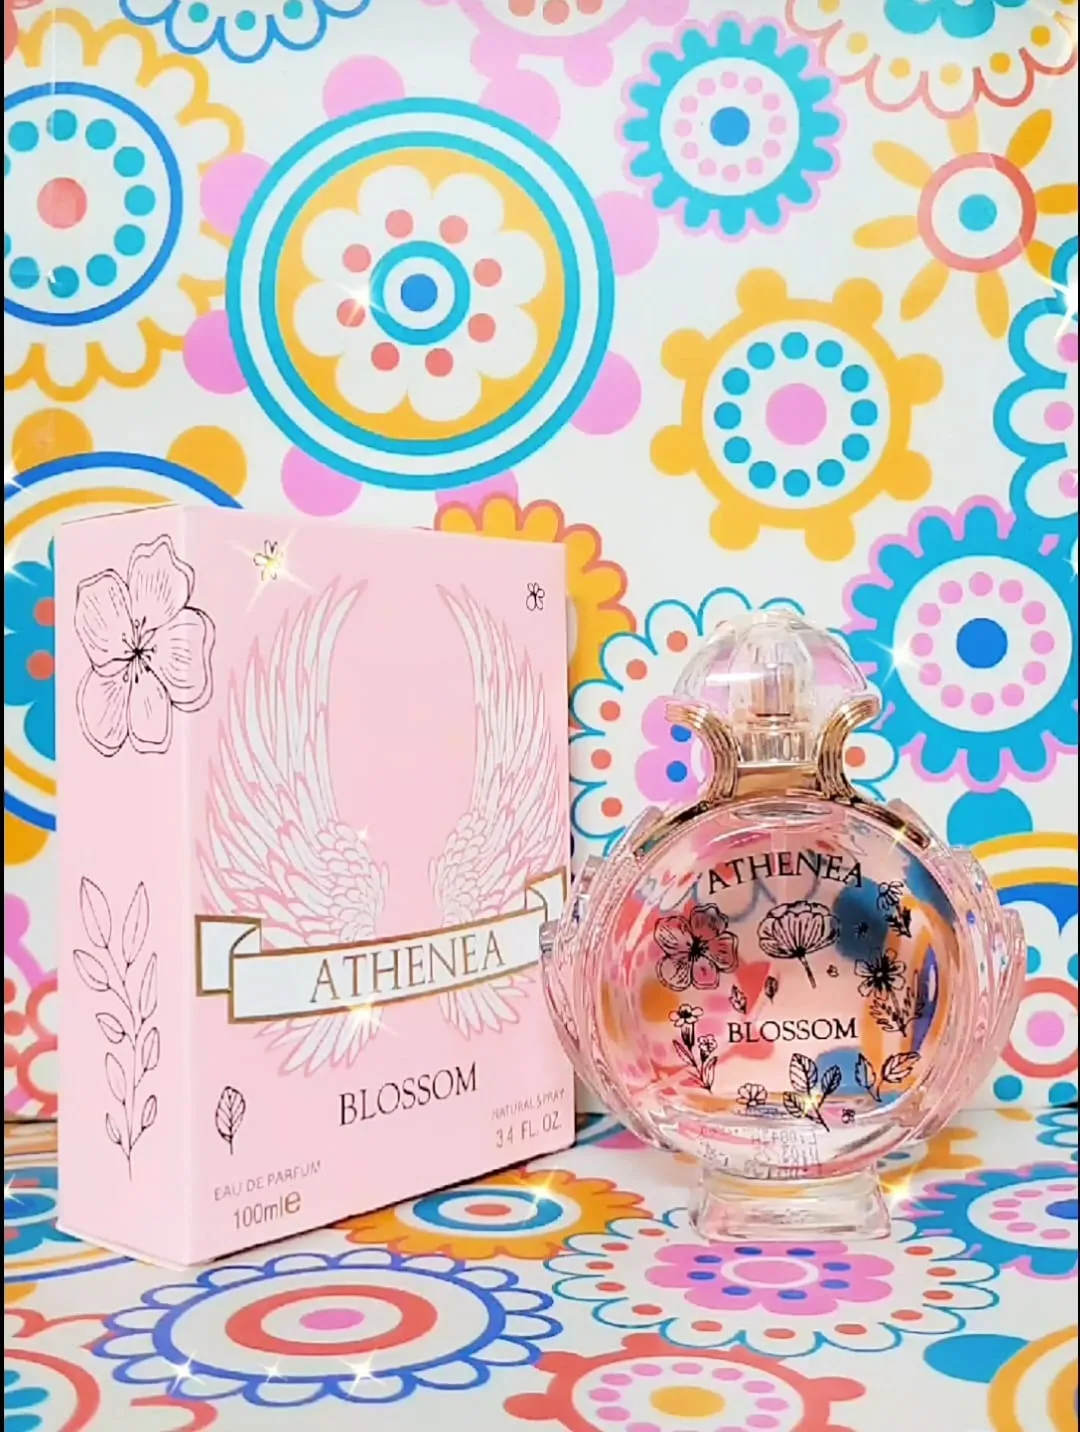 ATHENEA
BLOSSOM
NATURAL SPRAY
3.4 FL. OZ.
EAU DE PARFUM
100ml e
ATHENEA
BLOSSOM